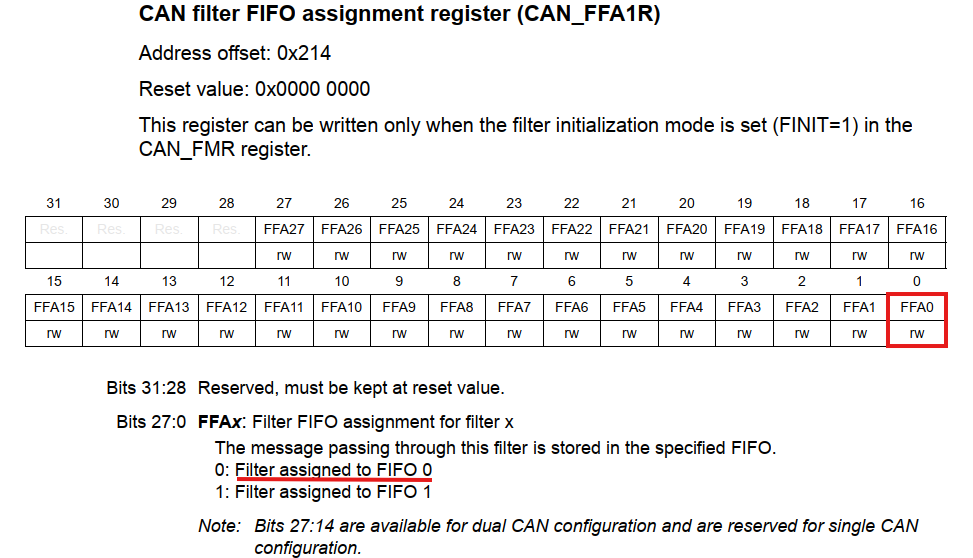 CAN filter FIFO assignment register (CAN_FFA1R)
Address offset: 0x214
Reset value: 0x0000 0000
This register can be written only when the filter initialization mode is set (FINIT=1) in the
CAN_FMR register.
31 30 29 28 27 26 25 24 23 22 21 20 19 18 17 16
Res. Res. Res. Res. FFA27 FFA26 FFA25 FFA24 FFA23 FFA22 FFA21 FFA20 FFA19 FFA18 FFA17 FFA16
rw rw rw rw rw rw rw rw rw rw rw rw
15 14 13 12 11 10 9 8 7 6 5 4 3 2 1 0
FFA15 FFA14 FFA13 FFA12 FFA11 FFA10 FFA9 FFA8 FFA7 FFA6 FFA5 FFA4 FFA3 FFA2 FFA1 FFA0
rw rw rw rw rw rw rw rw rw rw rw rw rw rw rw rw
Bits 31:28 Reserved, must be kept at reset value.
Bits 27:0 FFAx: Filter FIFO assignment for filter x
The message passing through this filter is stored in the specified FIFO.
0: Filter assigned to FIFO 0
1: Filter assigned to FIFO 1
Note: Bits 27:14 are available for dual CAN configuration and are reserved for single CAN
configuration.